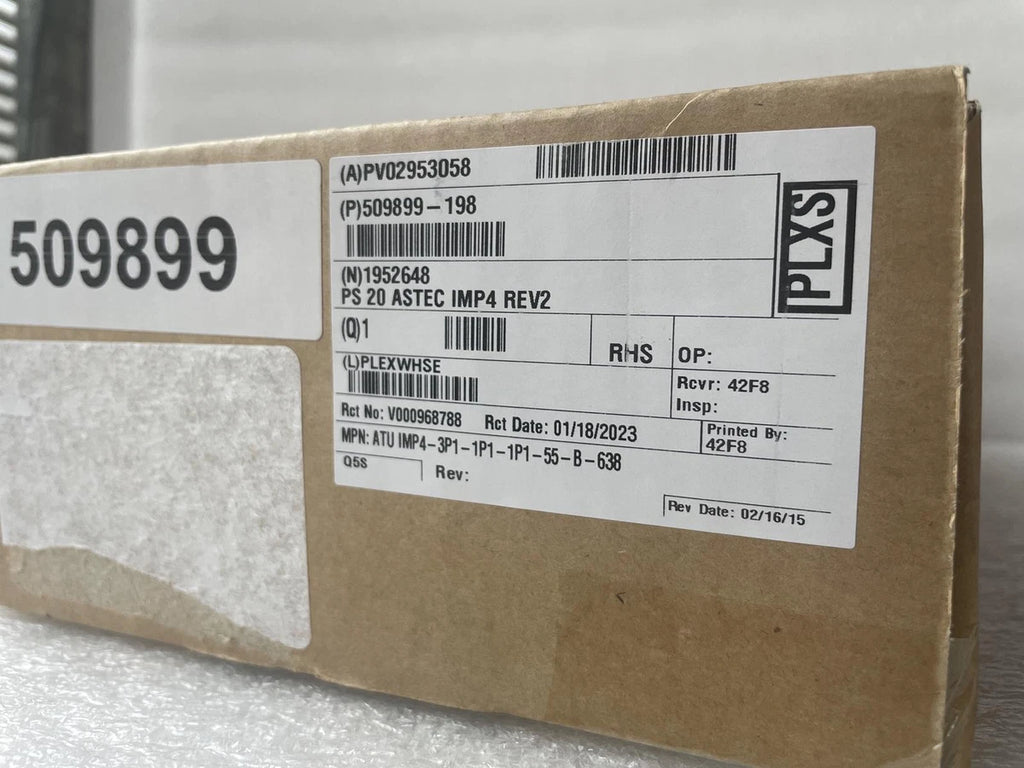 509899
(A)PV02953058
(P)509899-198
PLXS
(N)1952648
PS 20 ASTEC IMP4 REV2
(Q)1
RHS
OP:
(L)PLEXWHSE
Rcvr: 42F8
Insp:
Rct No: V000968788 Rct Date: 01/18/2023
Printed By:
42F8
MPN: ATU IMP4-3P1-1P1-1P1-55-B-638
Q5S
Rev:
Rev Date: 02/16/15